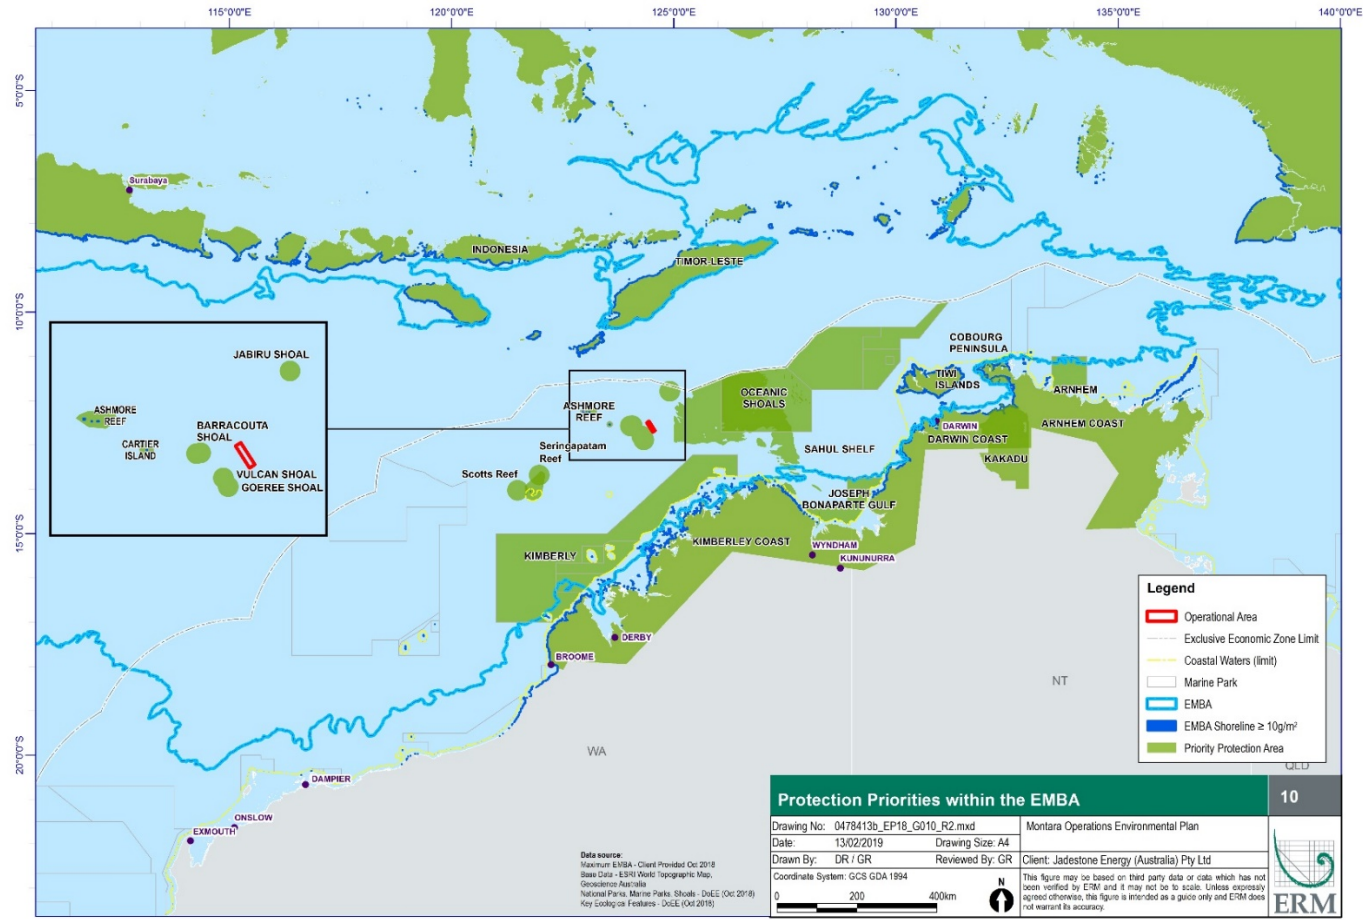 115°0'0"E
120°0'0"E
125°0'0"E
130°0'0"E
135°0'0"E
140°0'0"E
5°0'0"S
10°0'0"S
15°0'0"S
20°0'0"S
Surabaya
INDONESIA
TIMOR-LESTE
JABIRU SHOAL
ASHMORE
REEF
BARRACOUTA
SHOAL
CARTIER
ISLAND
VULCAN SHOAL
GOEREE SHOAL
ASHMORE
REEF
Seringapatam
Reef
Scotts Reef
OCEANIC
SHOALS
COBOURG
PENINSULA
TIWI
ISLANDS
ARNHEM
DARWIN
DARWIN COAST
ARNHEM COAST
KAKADU
SAHUL SHELF
JOSEPH
BONAPARTE GULF
KIMBERLY
KIMBERLEY COAST
WYNDHAM
KUNUNURRA
DERBY
BROOME
NT
WA
QLD
DAMPIER
ONSLOW
EXMOUTH
Legend
Operational Area
Exclusive Economic Zone Limit
Coastal Waters (limit)
Marine Park
EMBA
EMBA Shoreline ≥ 10g/m²
Priority Protection Area
Data source:
Maximum EMBA - Client Provided Oct 2018
Base Data - ESRI World Topographic Map,
Geoscience Australia
National Parks, Marine Parks, Shoals - DoEE (Oct 2018)
Key Ecological Features - DoEE (Oct 2018)
Protection Priorities within the EMBA
10
Drawing No: 0478413b_EP18_G010_R2.mxd
Montara Operations Environmental Plan
Date: 13/02/2019 Drawing Size: A4
Drawn By: DR / GR Reviewed By: GR
Client: Jadestone Energy (Australia) Pty Ltd
Coordinate System: GCS GDA 1994
N
0 200 400km
This figure may be based on third party data or data which has not
been verified by ERM and it may not be to scale. Unless expressly
agreed otherwise, this figure is intended as a guide only and ERM does
not warrant its accuracy.
ERM